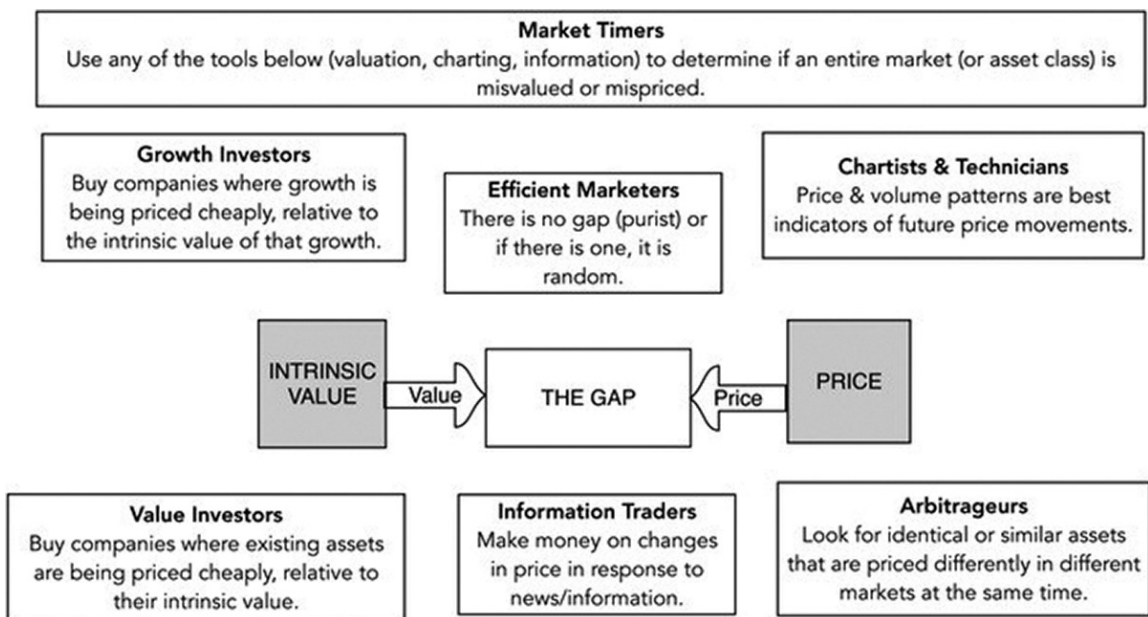 Market Timers
Use any of the tools below (valuation, charting, information) to determine if an entire market (or asset class) is
misvalued or mispriced.
Growth Investors
Buy companies where growth is
being priced cheaply, relative to
the intrinsic value of that growth.
Efficient Marketers
There is no gap (purist) or
if there is one, it is
random.
Chartists & Technicians
Price & volume patterns are best
indicators of future price movements.
INTRINSIC
VALUE
Value
THE GAP
Price
PRICE
Value Investors
Buy companies where existing assets
are being priced cheaply, relative to
their intrinsic value.
Information Traders
Make money on changes
in price in response to
news/information.
Arbitrageurs
Look for identical or similar assets
that are priced differently in different
markets at the same time.